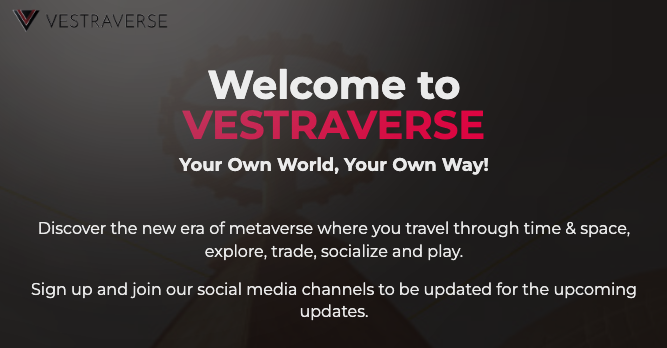 VESTRAVERSE
Welcome to
VESTRAVERSE
Your Own World, Your Own Way!
Discover the new era of metaverse where you travel through time & space,
explore, trade, socialize and play.
Sign up and join our social media channels to be updated for the upcoming
updates.